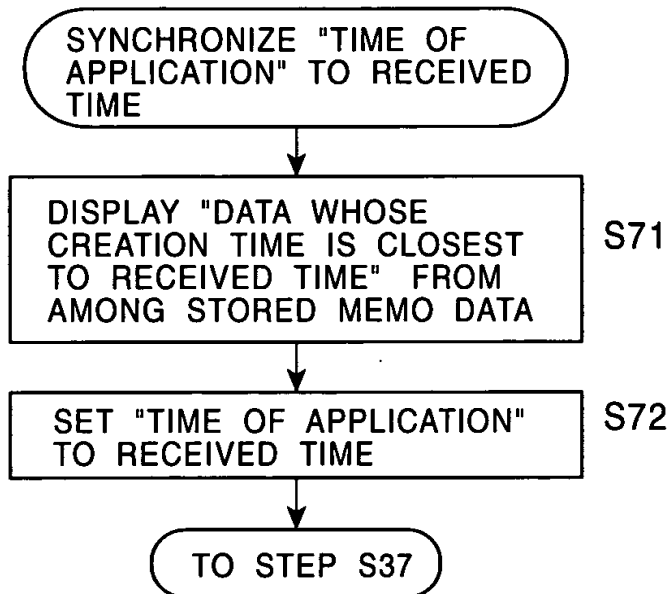 SYNCHRONIZE "TIME OF
APPLICATION" TO RECEIVED
TIME
DISPLAY "DATA WHOSE
CREATION TIME IS CLOSEST
TO RECEIVED TIME" FROM
AMONG STORED MEMO DATA
S71
SET "TIME OF APPLICATION"
TO RECEIVED TIME
S72
TO STEP S37